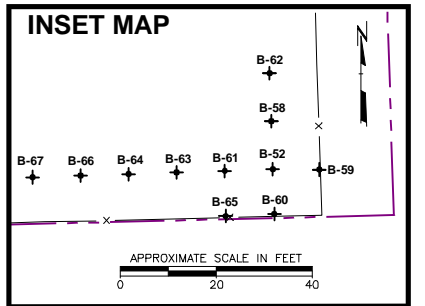 INSET MAP
N
B-62
B-58
B-67 B-66 B-64 B-63 B-61 B-52 B-59
B-65 B-60
APPROXIMATE SCALE IN FEET
0 20 40